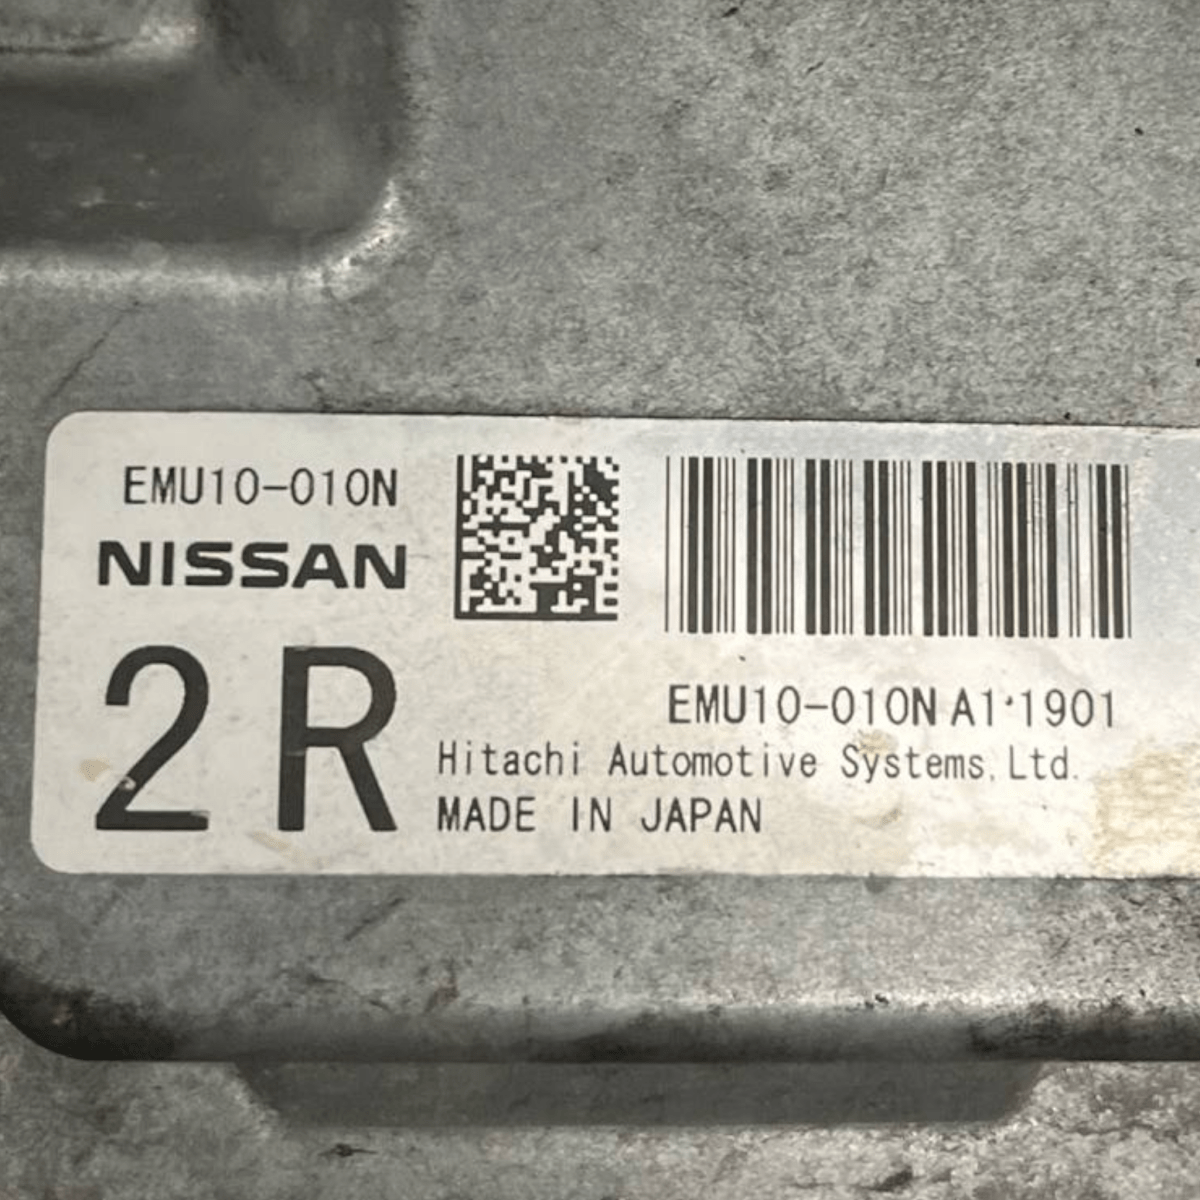 EMU10-010N
NISSAN
2R
EMU10-010N A1·1901
Hitachi Automotive Systems,Ltd.
MADE IN JAPAN